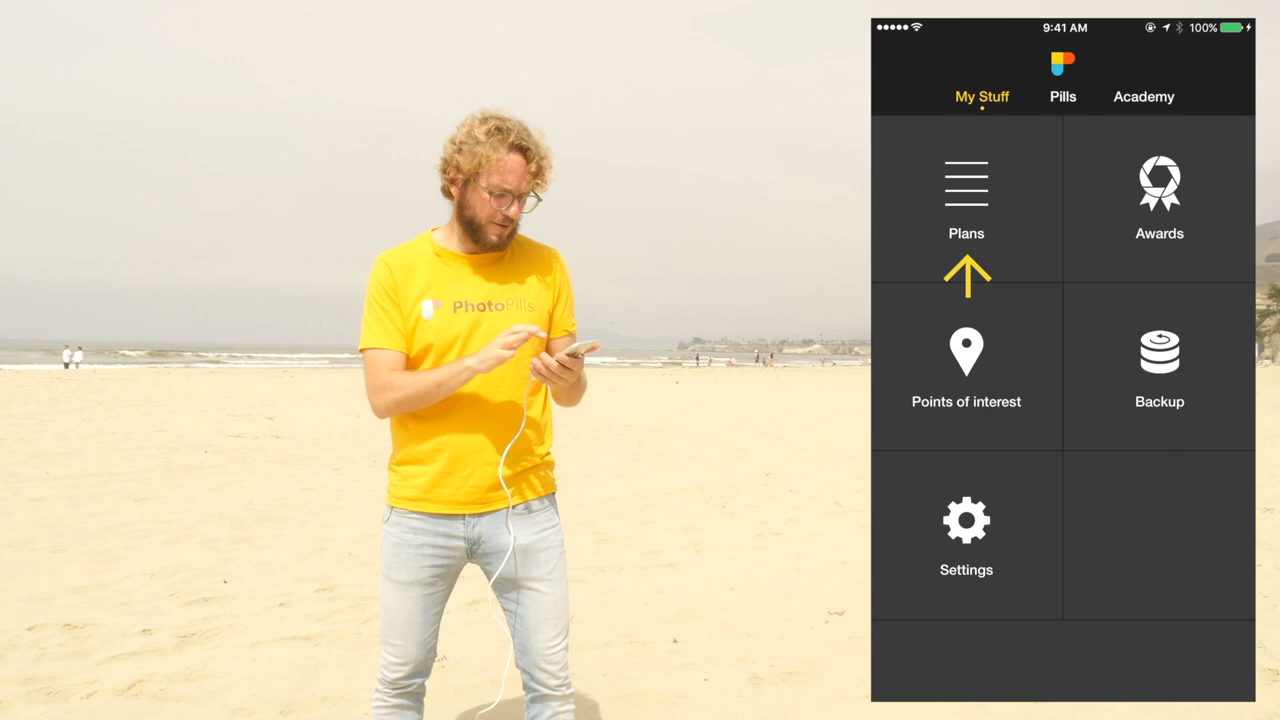 PhotoPills
9:41 AM
100%
My Stuff
Pills
Academy
Plans
Awards
Points of interest
Backup
Settings